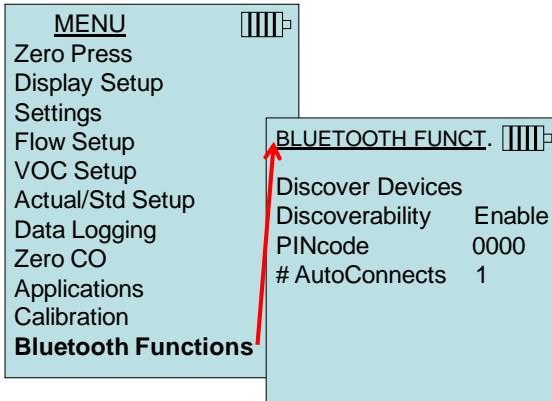 MENU
Zero Press
Display Setup
Settings
Flow Setup
VOC Setup
Actual/Std Setup
Data Logging
Zero CO
Applications
Calibration
Bluetooth Functions
BLUETOOTH FUNCT.
Discover Devices
Discoverability Enable
PINcode 0000
# AutoConnects 1